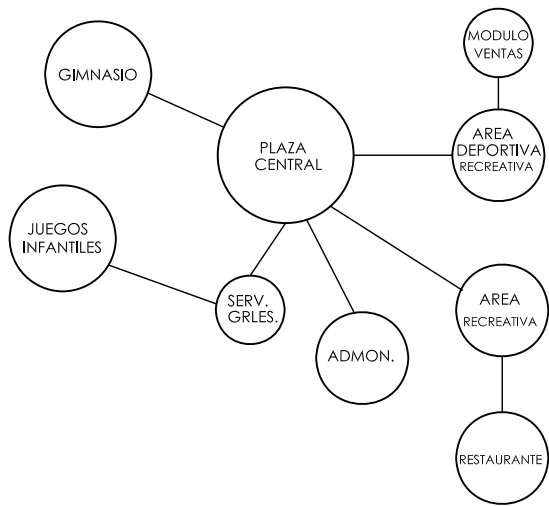 MODULO
VENTAS
GIMNASIO
PLAZA
CENTRAL
AREA
DEPORTIVA
RECREATIVA
JUEGOS
INFANTILES
SERV.
GRLES.
ADMON.
AREA
RECREATIVA
RESTAURANTE